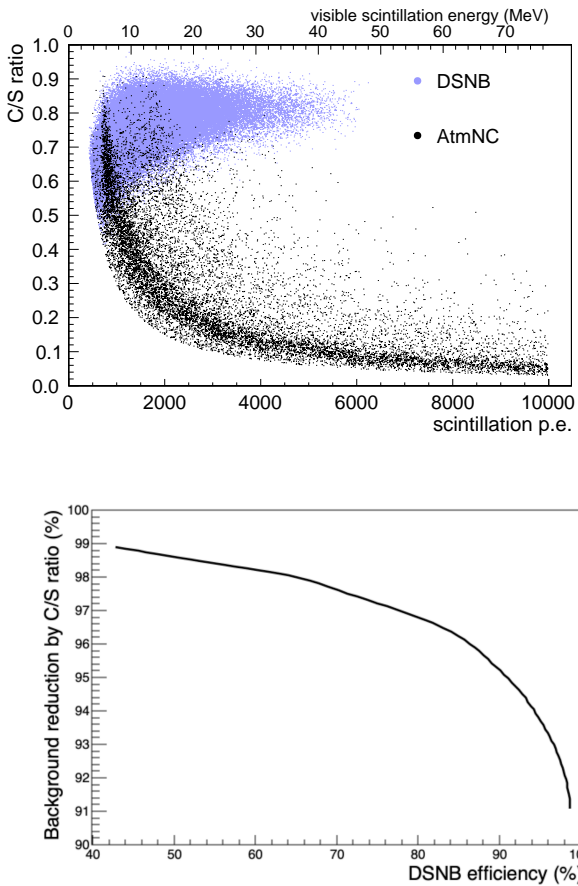 visible scintillation energy (MeV)
0 10 20 30 40 50 60 70
C/S ratio
1.0
0.9
0.8
0.7
0.6
0.5
0.4
0.3
0.2
0.1
0.0
DSNB
AtmNC
0 2000 4000 6000 8000 10000
scintillation p.e.
Background reduction by C/S ratio (%)
100
99
98
97
96
95
94
93
92
91
90
40 50 60 70 80 90 10
DSNB efficiency (%)